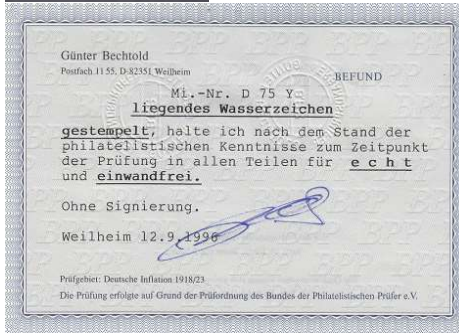 Günter Bechtold
Postfach 11 55, D-82351 Weilheim
BEFUND
Mi.-Nr. D 75 Y
liegendes Wasserzeichen
gestempelt, halte ich nach dem Stand der
philatelistischen Kenntnisse zum Zeitpunkt
der Prüfung in allen Teilen für e c h t
und einwandfrei.
Ohne Signierung.
Weilheim 12.9.1996
Prüfgebiet: Deutsche Inflation 1918/23
Die Prüfung erfolgte auf Grund der Prüfordnung des Bundes der Philatelistischen Prüfer e.V.